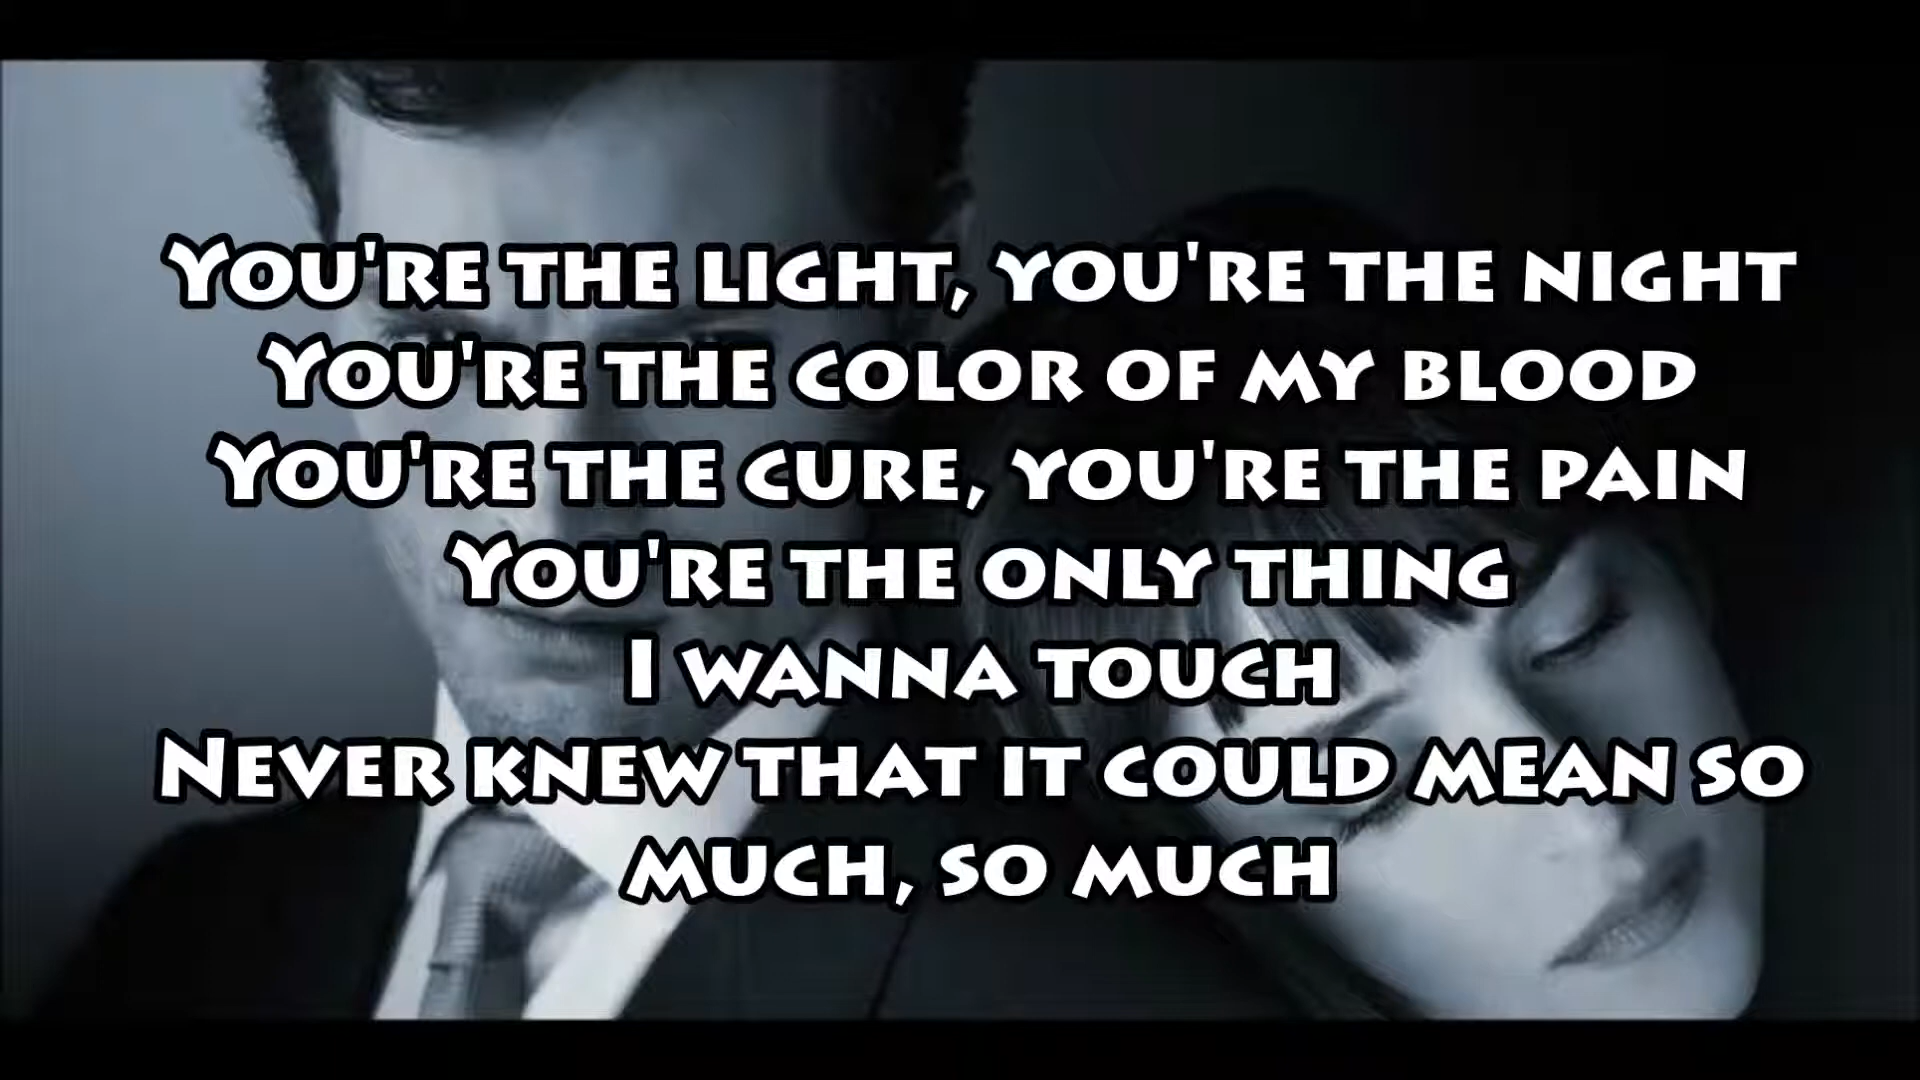 You're the light, you're the night
You're the color of my blood
You're the cure, you're the pain
You're the only thing
I wanna touch
Never knew that it could mean so
much, so much